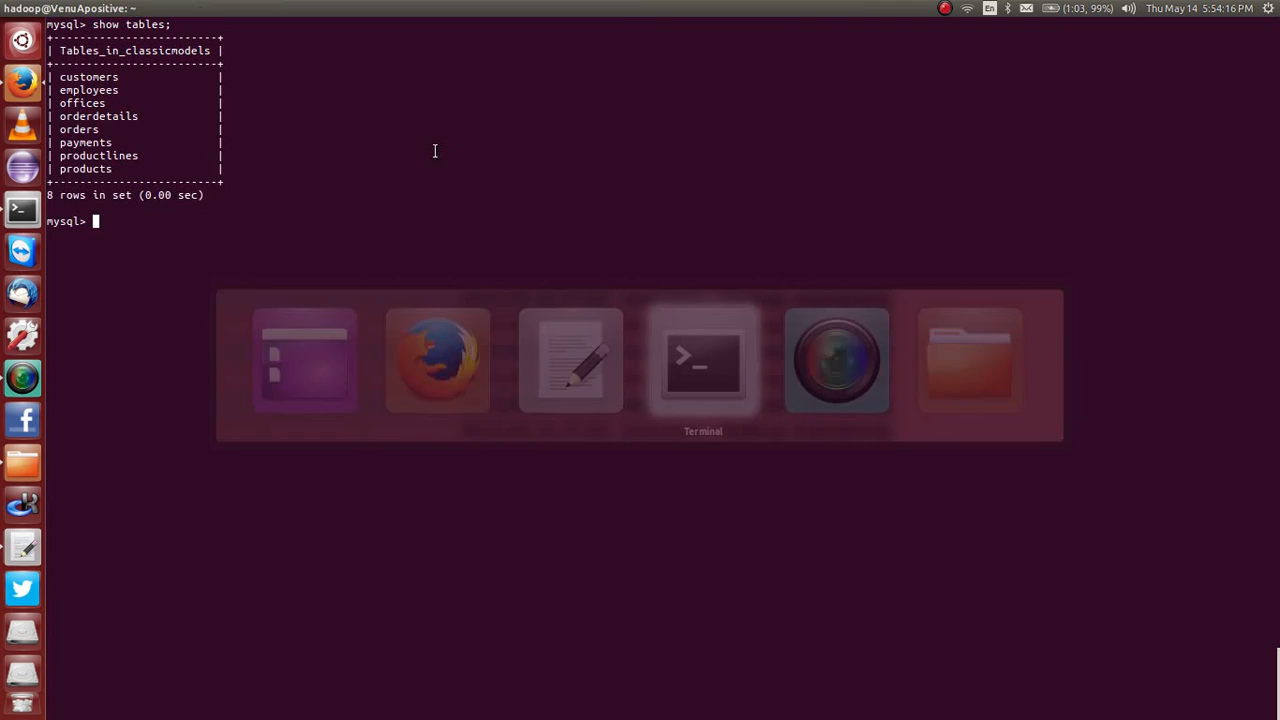 hadoop@VenuApositive: ~
En
(1:03, 99%)
Thu May 14 5:54:16 PM
mysql> show tables;
+-------------------------+
| Tables_in_classicmodels |
+-------------------------+
| customers               |
| employees               |
| offices                 |
| orderdetails            |
| orders                  |
| payments                |
| productlines            |
| products                |
+-------------------------+
8 rows in set (0.00 sec)
mysql>
Terminal